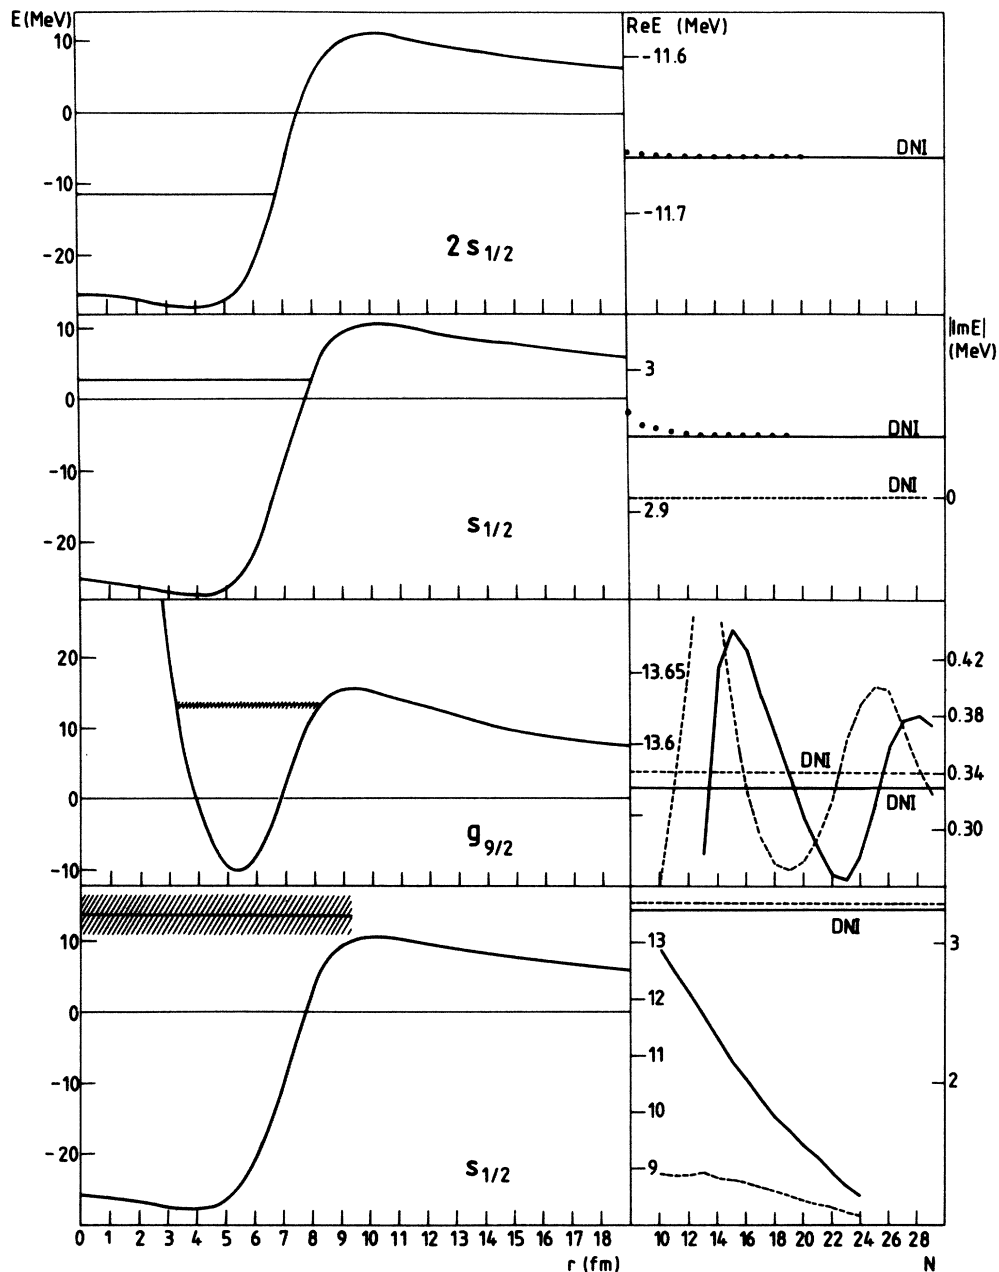 E(MeV)
10
0
-10
-20
2 s1/2
ReE (MeV)
-11.6
DNI
-11.7
10
0
-10
-20
s1/2
3
DNI
DNI
2.9
|ImE|
(MeV)
0
20
10
0
-10
g9/2
13.65
13.6
DNI
DNI
0.42
0.38
0.34
0.30
10
0
-10
-20
s1/2
13
12
11
10
9
DNI
3
2
0 1 2 3 4 5 6 7 8 9 10 11 12 13 14 15 16 17 18
r (fm)
10 12 14 16 18 20 22 24 26 28
N